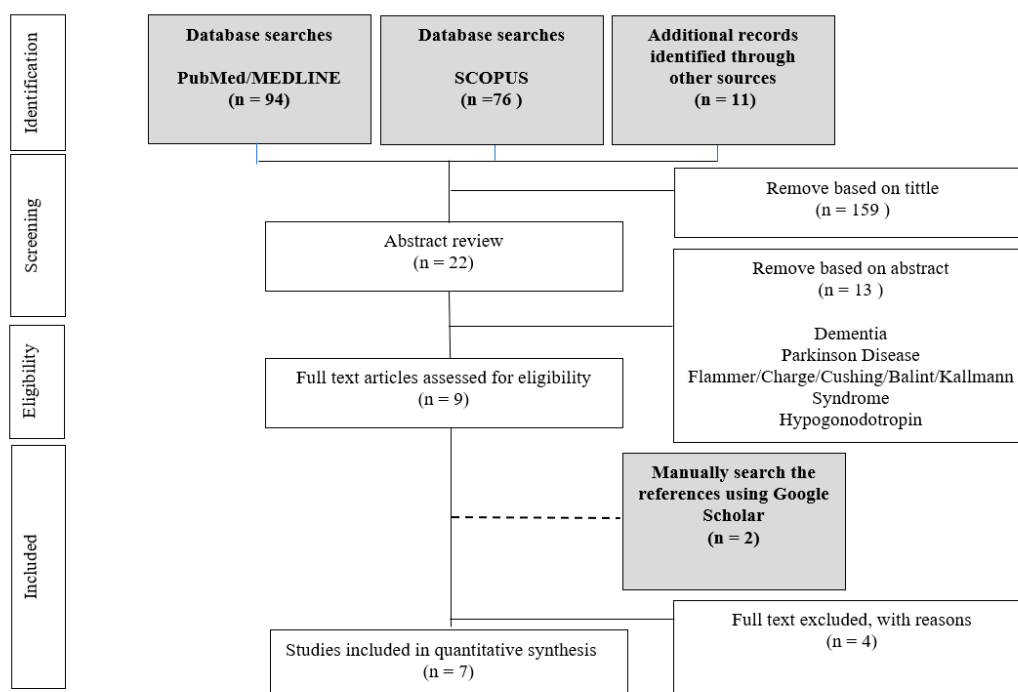 Identification
Database searches
PubMed/MEDLINE
(n = 94)
Database searches
SCOPUS
(n =76 )
Additional records
identified through
other sources
(n = 11)
Screening
Remove based on tittle
(n = 159 )
Abstract review
(n = 22)
Remove based on abstract
(n = 13 )
Dementia
Parkinson Disease
Flammer/Charge/Cushing/Balint/Kallmann
Syndrome
Hypogonodotropin
Eligibility
Full text articles assessed for eligibility
(n = 9)
Included
Manually search the
references using Google
Scholar
(n = 2)
Full text excluded, with reasons
(n = 4)
Studies included in quantitative synthesis
(n = 7)